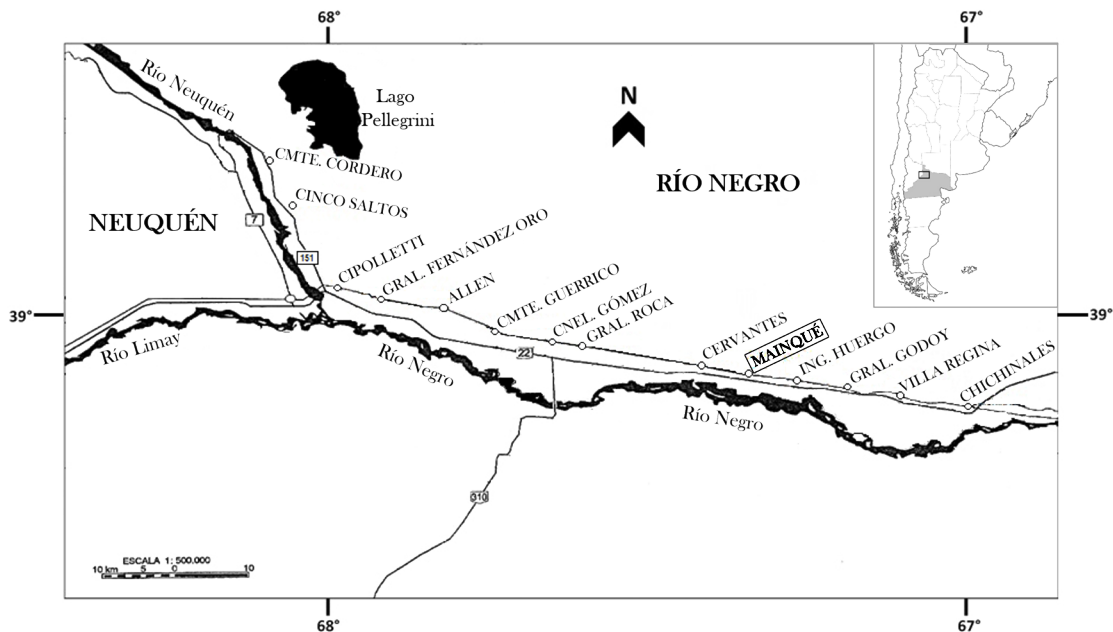 68°
67°
Río Neuquén
Lago
Pellegrini
N
CMTE. CORDERO
RÍO NEGRO
CINCO SALTOS
NEUQUÉN
7
151
CIPOLLETTI
GRAL. FERNÁNDEZ ORO
ALLEN
CMTE. GUERRICO
CNEL. GÓMEZ
GRAL. ROCA
CERVANTES
MAINQUÉ
ING. HUERGO
GRAL. GODOY
VILLA REGINA
CHICHINALES
39°
39°
Río Limay
Río Negro
22
Río Negro
310
ESCALA 1: 500.000
10 km 5 0 10
68°
67°